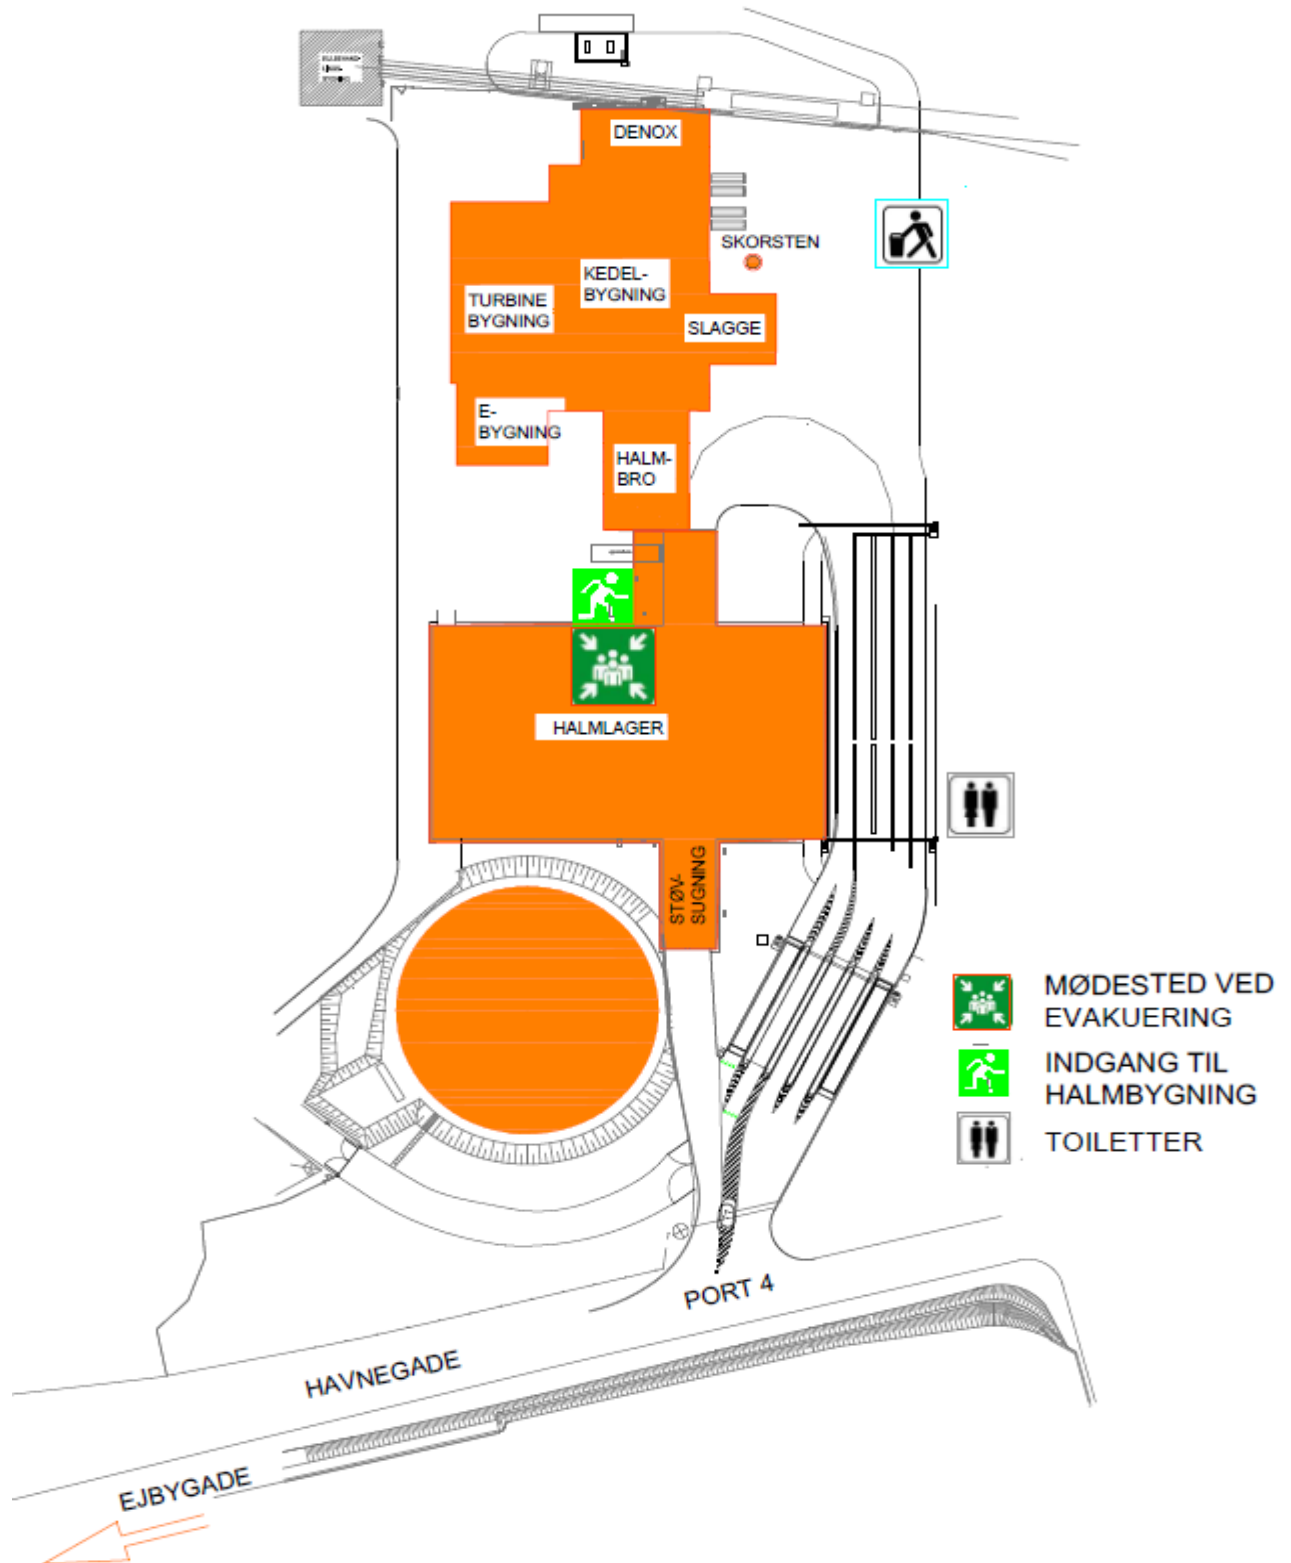 DENOX
SKORSTEN
KEDEL-
BYGNING
TURBINE
BYGNING
SLAGGE
E-
BYGNING
HALM-
BRO
HALMLAGER
STØV-
SUGNING
MØDESTED VED
EVAKUERING
INDGANG TIL
HALMBYGNING
TOILETTER
PORT 4
HAVNEGADE
EJBYGADE